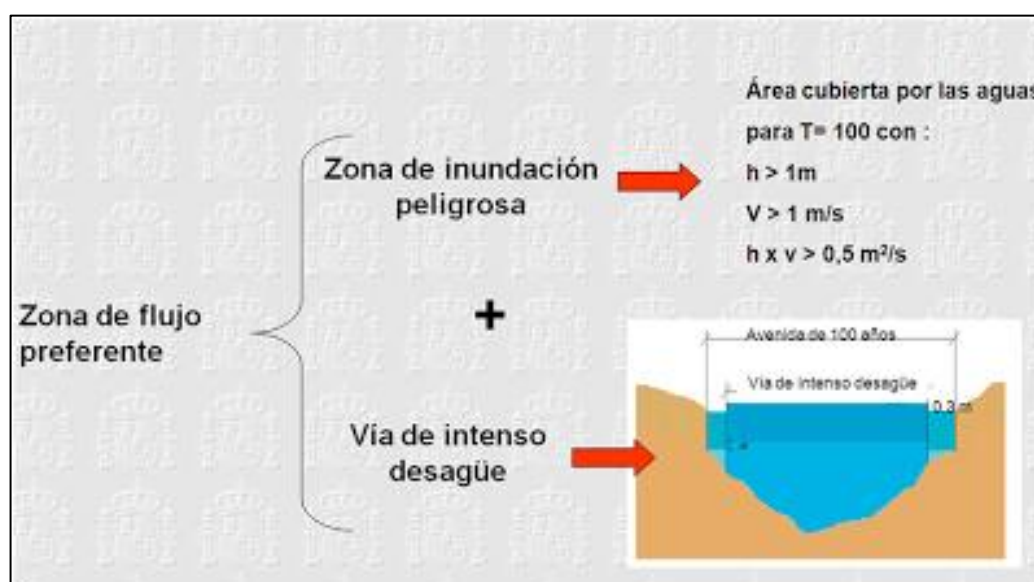 Área cubierta por las aguas
para T= 100 con :
h > 1m
V > 1 m/s
h x v > 0,5 m²/s
Zona de inundación
peligrosa
+
Zona de flujo
preferente
Vía de intenso
desagüe
Avenida de 100 años
Vía de intenso desagüe
0,3 m